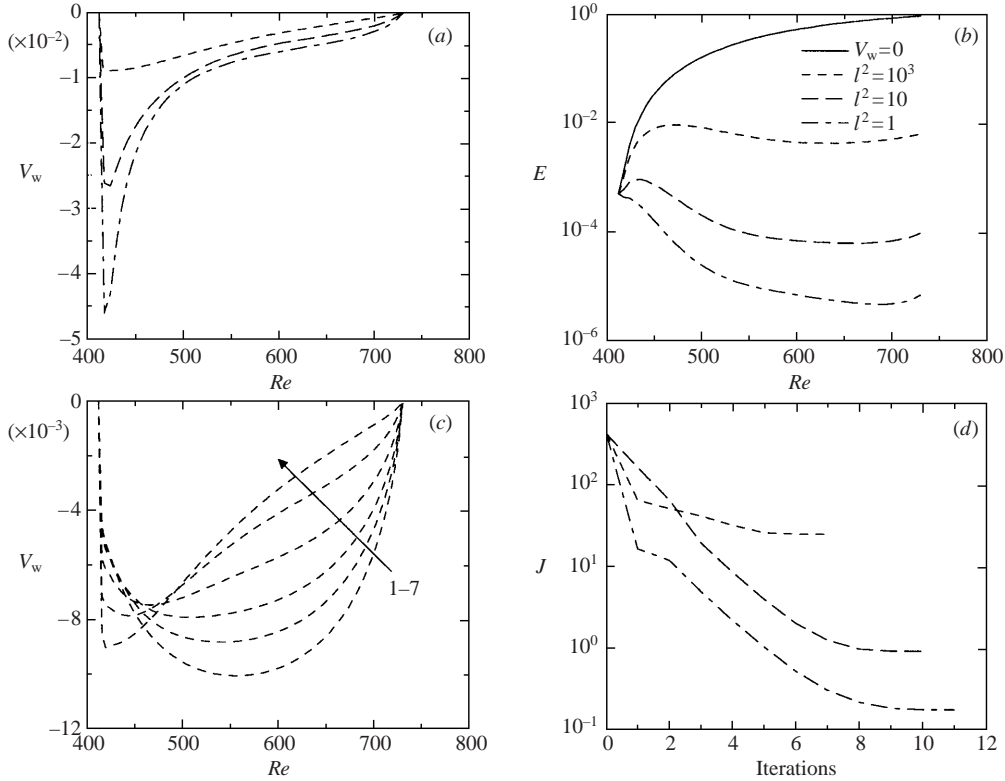 0
(×10⁻²)
−1
−2
V_w
−3
−4
−5
400 500 600 700 800
Re
(a)
10⁰
10⁻²
E
10⁻⁴
10⁻⁶
400 500 600 700 800
Re
(b)
V_w=0
l²=10³
l²=10
l²=1
0
(×10⁻³)
−4
V_w
−8
−12
400 500 600 700 800
Re
(c)
1–7
10³
10²
10¹
J
10⁰
10⁻¹
0 2 4 6 8 10 12
Iterations
(d)